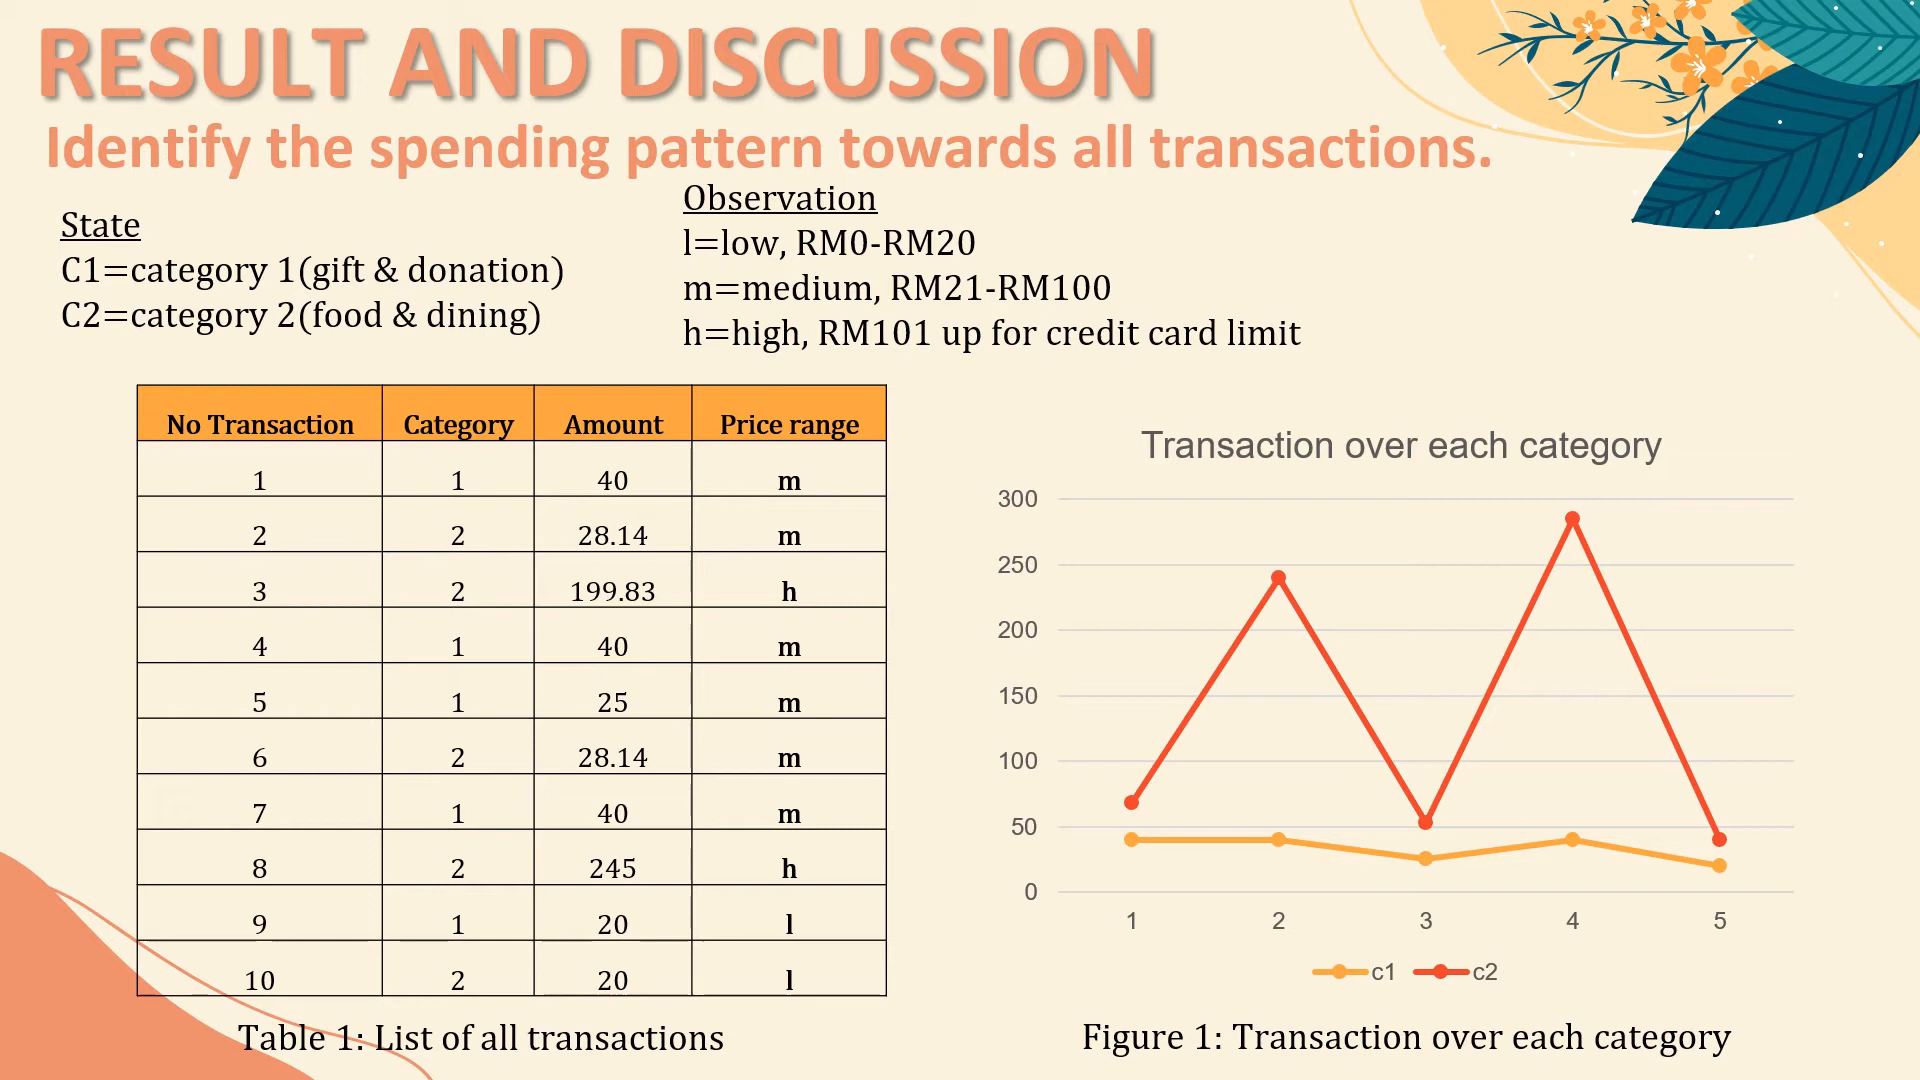 RESULT AND DISCUSSION
Identify the spending pattern towards all transactions.
State
C1=category 1(gift & donation)
C2=category 2(food & dining)
Observation
l=low, RM0-RM20
m=medium, RM21-RM100
h=high, RM101 up for credit card limit
No Transaction Category Amount Price range
1 1 40 m
2 2 28.14 m
3 2 199.83 h
4 1 40 m
5 1 25 m
6 2 28.14 m
7 1 40 m
8 2 245 h
9 1 20 l
10 2 20 l
Table 1: List of all transactions
Transaction over each category
300
250
200
150
100
50
0
1 2 3 4 5
c1 c2
Figure 1: Transaction over each category